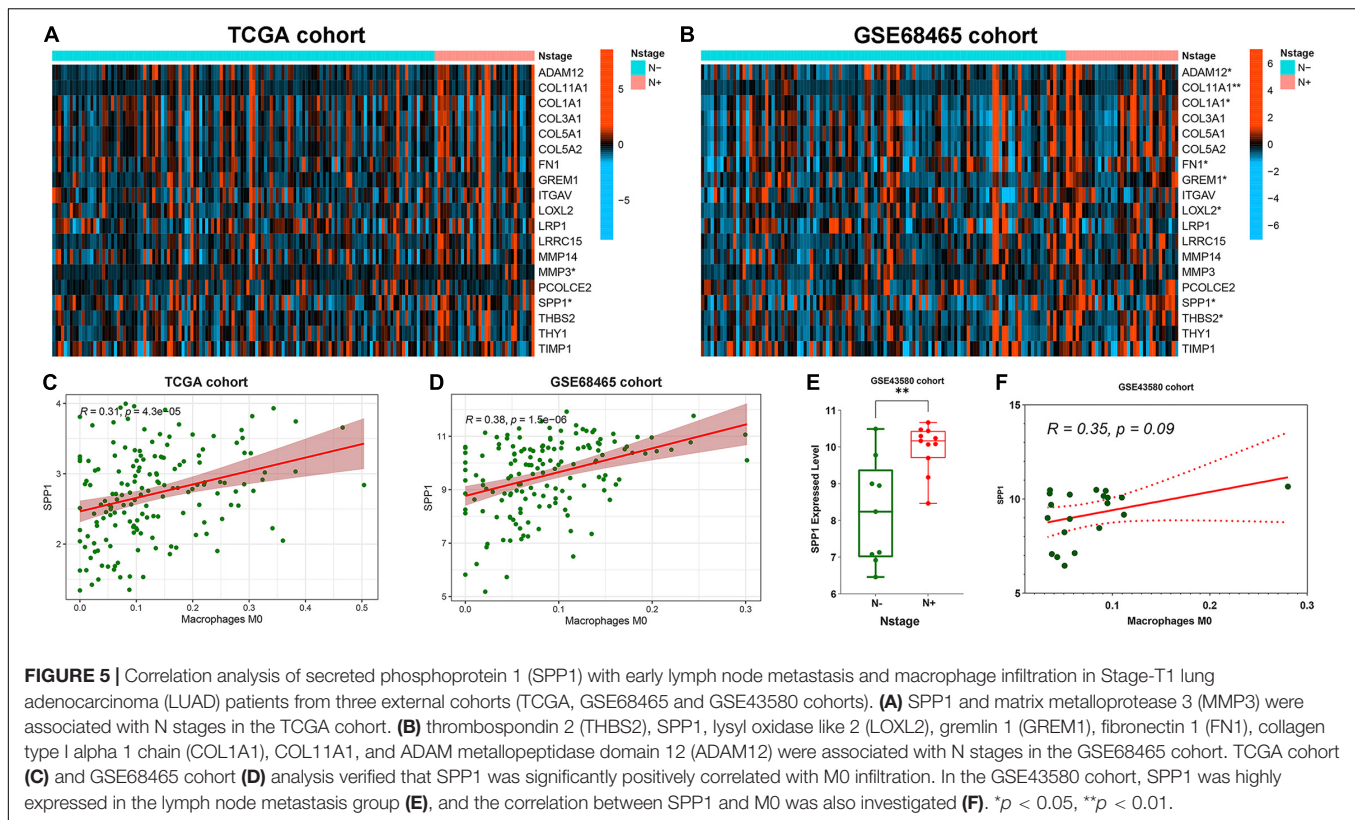 A
TCGA cohort
Nstage
Nstage
N−
N+
5
0
−5
ADAM12
COL11A1
COL1A1
COL3A1
COL5A1
COL5A2
FN1
GREM1
ITGAV
LOXL2
LRP1
LRRC15
MMP14
MMP3*
PCOLCE2
SPP1*
THBS2
THY1
TIMP1
B
GSE68465 cohort
Nstage
Nstage
N−
N+
6
4
2
0
−2
−4
−6
ADAM12*
COL11A1**
COL1A1*
COL3A1
COL5A1
COL5A2
FN1*
GREM1*
ITGAV
LOXL2*
LRP1
LRRC15
MMP14
MMP3
PCOLCE2
SPP1*
THBS2*
THY1
TIMP1
C
TCGA cohort
R = 0.31, p = 4.3e−05
4
3
2
SPP1
0.0 0.1 0.2 0.3 0.4 0.5
Macrophages M0
D
GSE68465 cohort
R = 0.38, p = 1.5e−06
11
9
7
5
SPP1
0.0 0.1 0.2 0.3
Macrophages M0
E
GSE43580 cohort
**
11
10
9
8
7
6
SPP1 Expressed Level
N- N+
Nstage
F
GSE43580 cohort
R = 0.35, p = 0.09
15
10
5
SPP1
0.1 0.2 0.3
Macrophages M0
FIGURE 5 | Correlation analysis of secreted phosphoprotein 1 (SPP1) with early lymph node metastasis and macrophage infiltration in Stage-T1 lung
adenocarcinoma (LUAD) patients from three external cohorts (TCGA, GSE68465 and GSE43580 cohorts). (A) SPP1 and matrix metalloprotease 3 (MMP3) were
associated with N stages in the TCGA cohort. (B) thrombospondin 2 (THBS2), SPP1, lysyl oxidase like 2 (LOXL2), gremlin 1 (GREM1), fibronectin 1 (FN1), collagen
type I alpha 1 chain (COL1A1), COL11A1, and ADAM metallopeptidase domain 12 (ADAM12) were associated with N stages in the GSE68465 cohort. TCGA cohort
(C) and GSE68465 cohort (D) analysis verified that SPP1 was significantly positively correlated with M0 infiltration. In the GSE43580 cohort, SPP1 was highly
expressed in the lymph node metastasis group (E), and the correlation between SPP1 and M0 was also investigated (F). *p < 0.05, **p < 0.01.